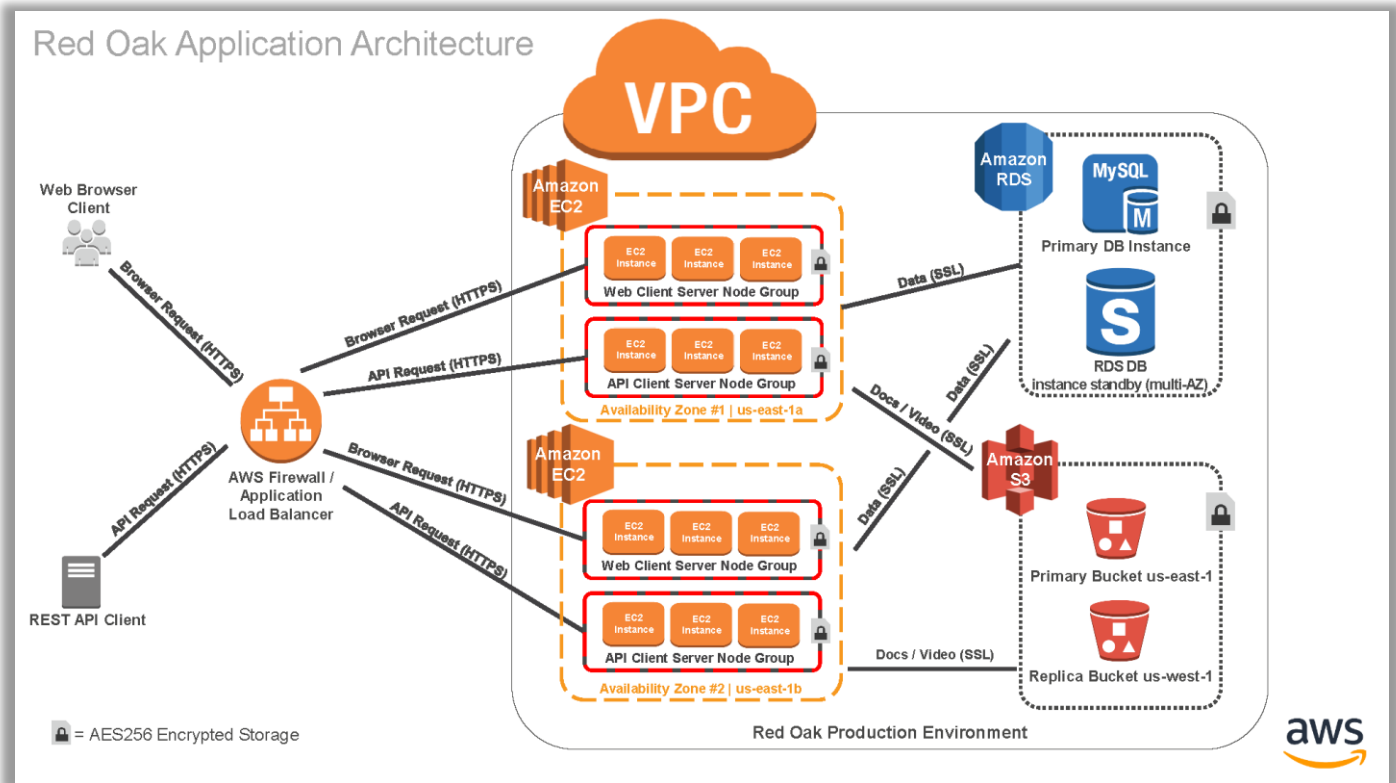 Red Oak Application Architecture
VPC
Web Browser
Client
Browser Request (HTTPS)
API Request (HTTPS)
REST API Client
AWS Firewall /
Application
Load Balancer
Browser Request (HTTPS)
API Request (HTTPS)
Browser Request (HTTPS)
API Request (HTTPS)
Amazon
EC2
EC2
Instance
EC2
Instance
EC2
Instance
Web Client Server Node Group
EC2
Instance
EC2
Instance
EC2
Instance
API Client Server Node Group
Availability Zone #1 | us-east-1a
Amazon
EC2
EC2
Instance
EC2
Instance
EC2
Instance
Web Client Server Node Group
EC2
Instance
EC2
Instance
EC2
Instance
API Client Server Node Group
Availability Zone #2 | us-east-1b
Data (SSL)
Data (SSL)
Docs / Video (SSL)
Data (SSL)
Docs / Video (SSL)
Amazon
RDS
MySQL
M
Primary DB Instance
S
RDS DB
instance standby (multi-AZ)
Amazon
S3
Primary Bucket us-east-1
Replica Bucket us-west-1
Red Oak Production Environment
= AES256 Encrypted Storage
aws